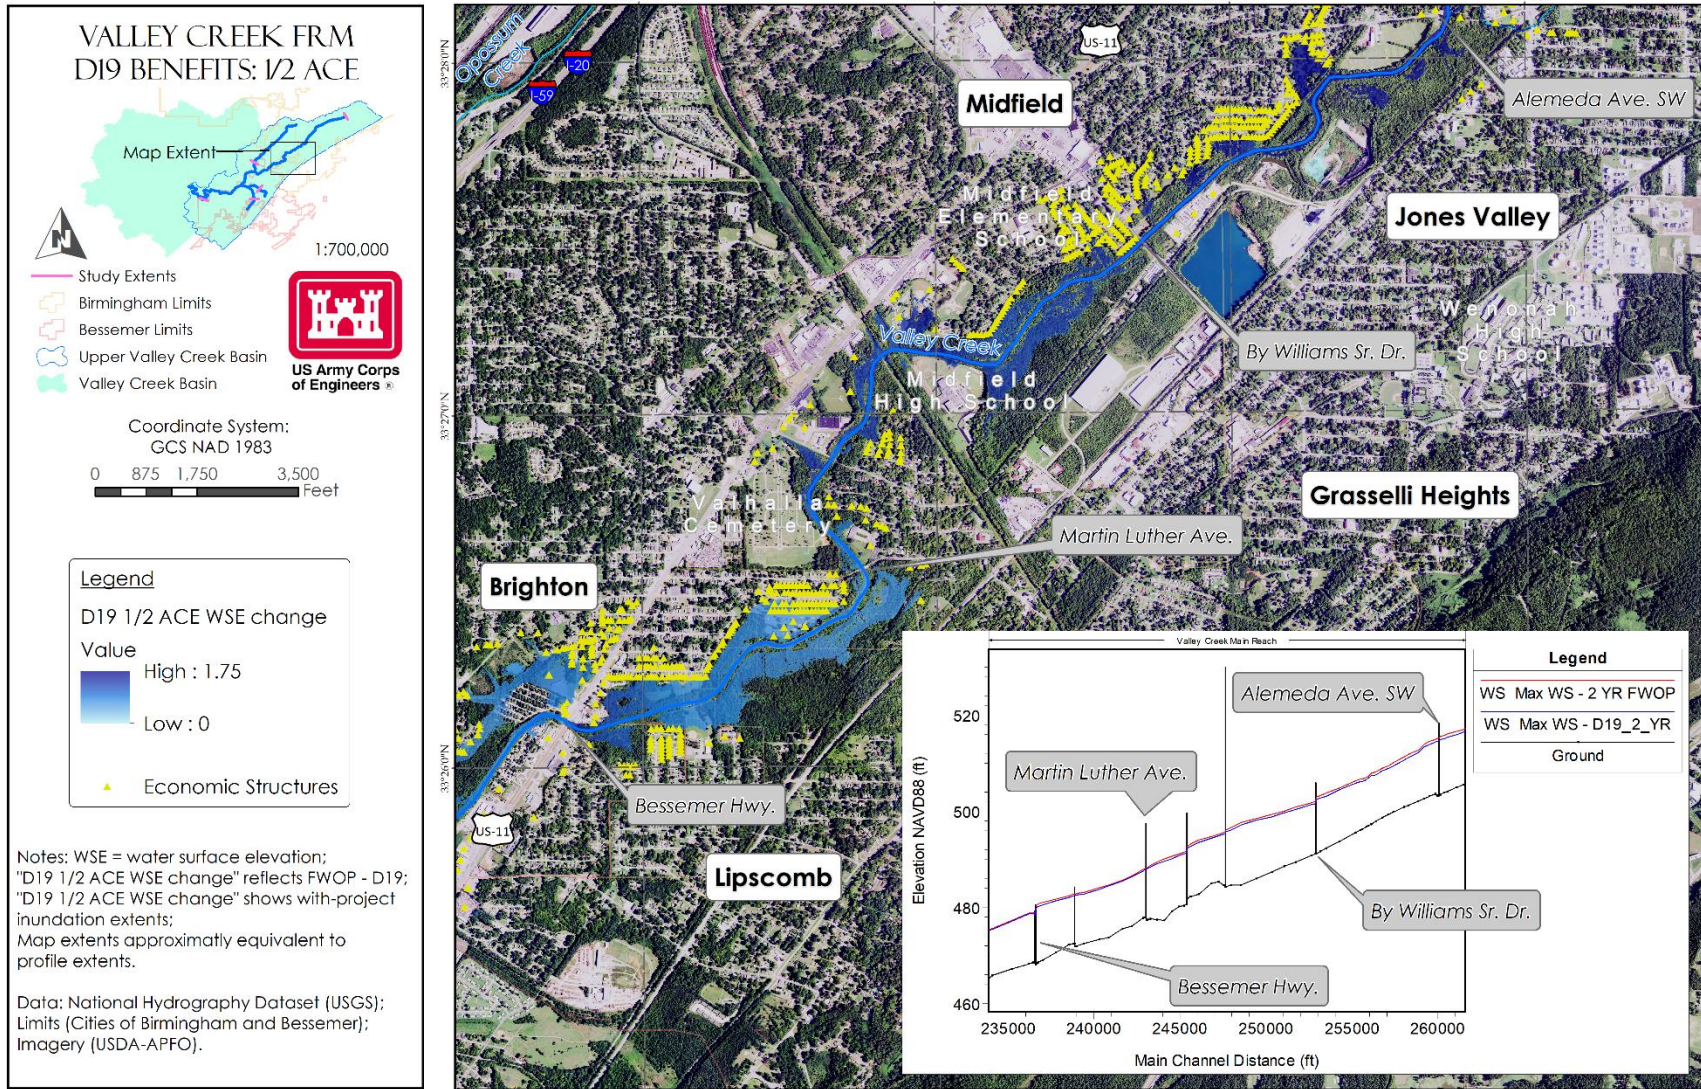 VALLEY CREEK FRM
D19 BENEFITS: 1/2 ACE
Map Extent
N
1:700,000
Study Extents
Birmingham Limits
Bessemer Limits
Upper Valley Creek Basin
Valley Creek Basin
US Army Corps
of Engineers ®
Coordinate System:
GCS NAD 1983
0 875 1,750 3,500
Feet
Legend
D19 1/2 ACE WSE change
Value
High : 1.75
Low : 0
Economic Structures
Notes: WSE = water surface elevation;
"D19 1/2 ACE WSE change" reflects FWOP - D19;
"D19 1/2 ACE WSE change" shows with-project
inundation extents;
Map extents approximatly equivalent to
profile extents.
Data: National Hydrography Dataset (USGS);
Limits (Cities of Birmingham and Bessemer);
Imagery (USDA-APFO).
33°28'0"N
33°27'0"N
33°26'0"N
Opossum
Creek
I-20
I-59
US-11
Midfield
Alemeda Ave. SW
Midfield
Elementary
School
Jones Valley
Wenonah
High
School
By Williams Sr. Dr.
Valley Creek
Midfield
High School
Grasselli Heights
Valhalla
Cemetery
Martin Luther Ave.
Brighton
Bessemer Hwy.
US-11
Lipscomb
Valley Creek Main Reach
Legend
WS Max WS - 2 YR FWOP
WS Max WS - D19_2_YR
Ground
Alemeda Ave. SW
Martin Luther Ave.
By Williams Sr. Dr.
Bessemer Hwy.
Elevation NAVD88 (ft)
520
500
480
460
235000 240000 245000 250000 255000 260000
Main Channel Distance (ft)